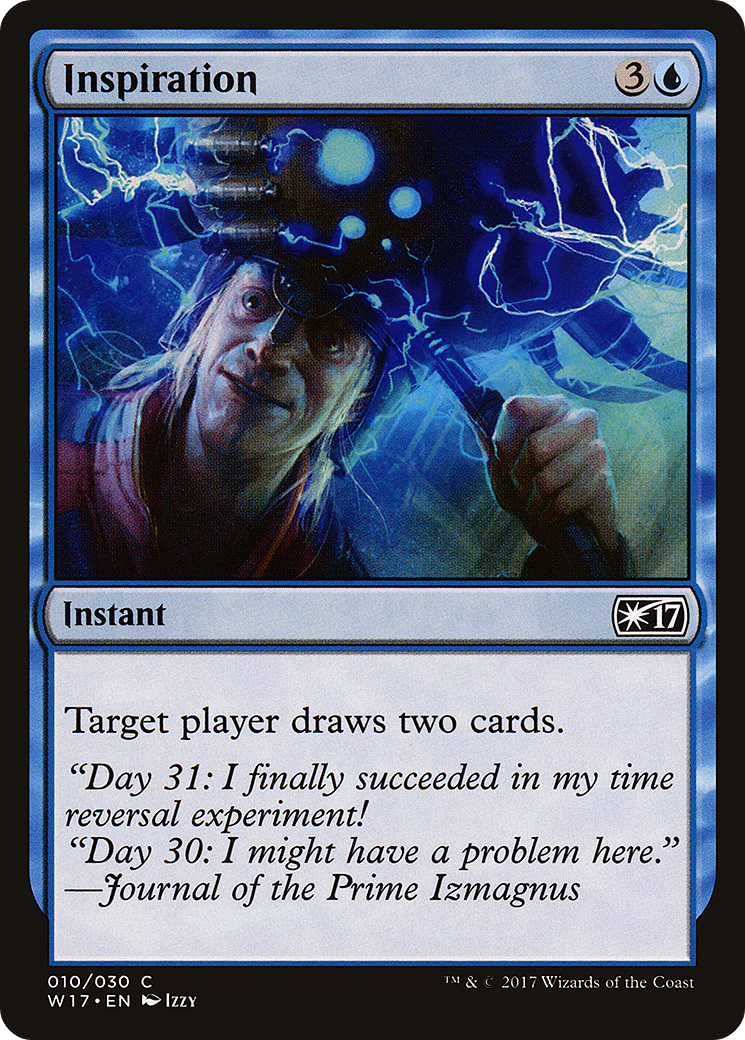 Inspiration 3
Instant 17
Target player draws two cards.
“Day 31: I finally succeeded in my time
reversal experiment!
“Day 30: I might have a problem here.”
—Journal of the Prime Izmagnus
010/030 C ™ & © 2017 Wizards of the Coast
W17 • EN Izzy